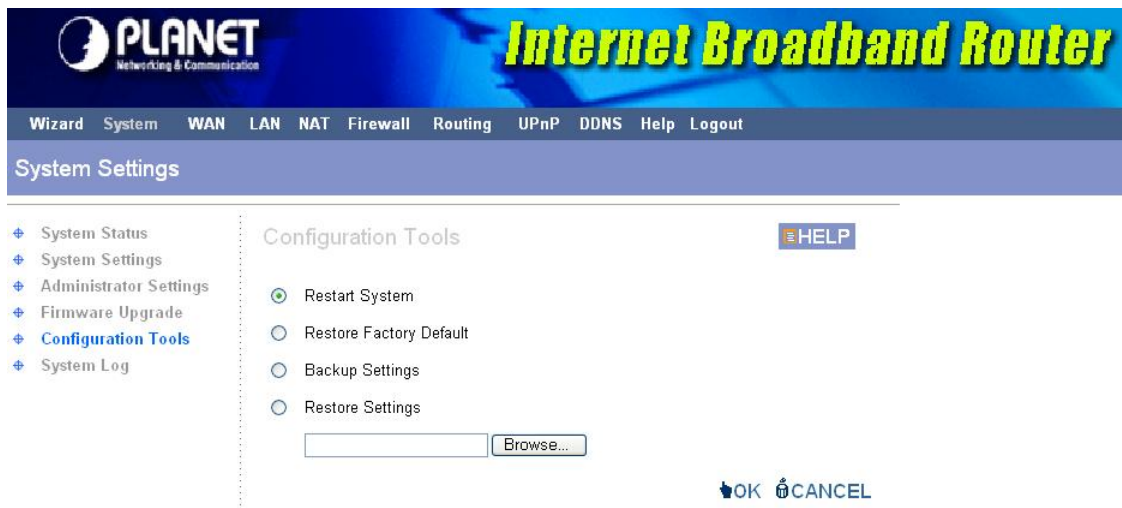 PLANET
Networking & Communication
Internet Broadband Router
Wizard System WAN LAN NAT Firewall Routing UPnP DDNS Help Logout
System Settings
System Status
System Settings
Administrator Settings
Firmware Upgrade
Configuration Tools
System Log
Configuration Tools
HELP
Restart System
Restore Factory Default
Backup Settings
Restore Settings
Browse...
OK CANCEL